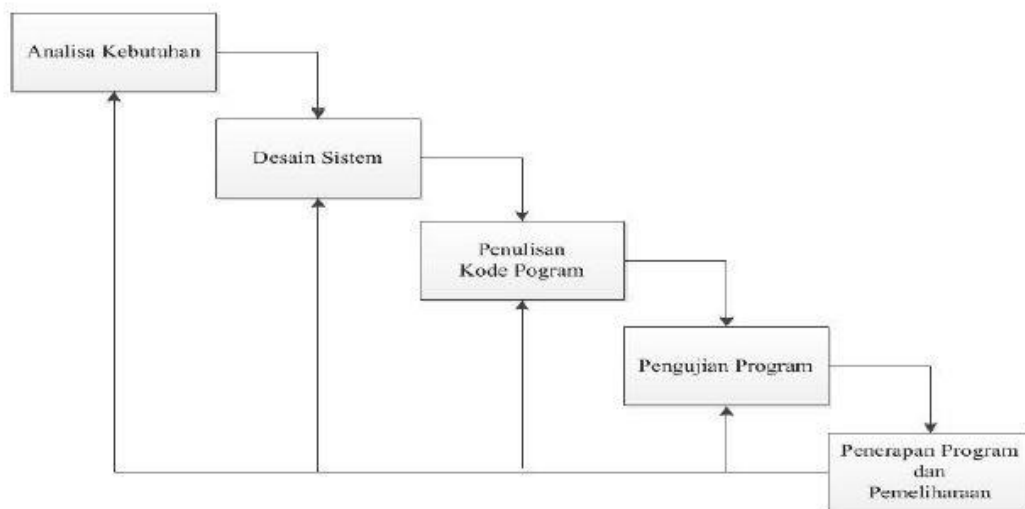 Analisa Kebutuhan
Desain Sistem
Penulisan
Kode Pogram
Pengujian Program
Penerapan Program
dan
Pemeliharaan